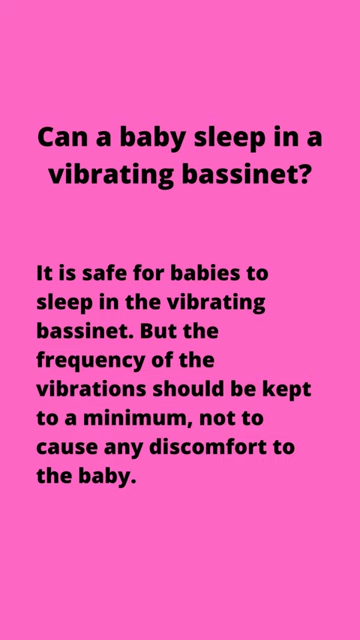 Can a baby sleep in a
vibrating bassinet?
It is safe for babies to
sleep in the vibrating
bassinet. But the
frequency of the
vibrations should be kept
to a minimum, not to
cause any discomfort to
the baby.